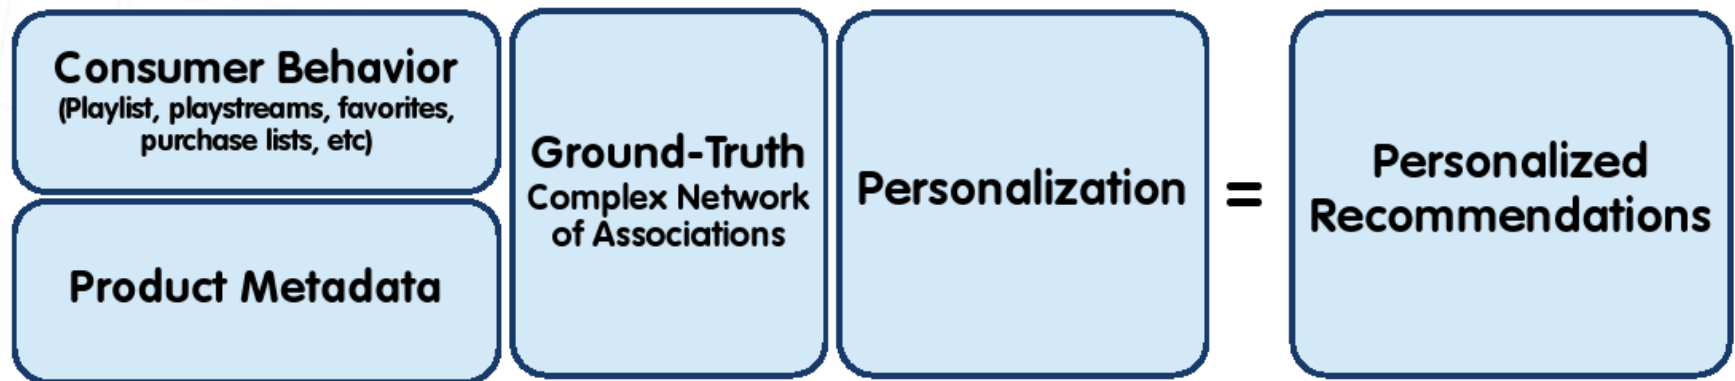 Consumer Behavior
(Playlist, playstreams, favorites,
purchase lists, etc)
Product Metadata
Ground-Truth
Complex Network
of Associations
Personalization
=
Personalized
Recommendations